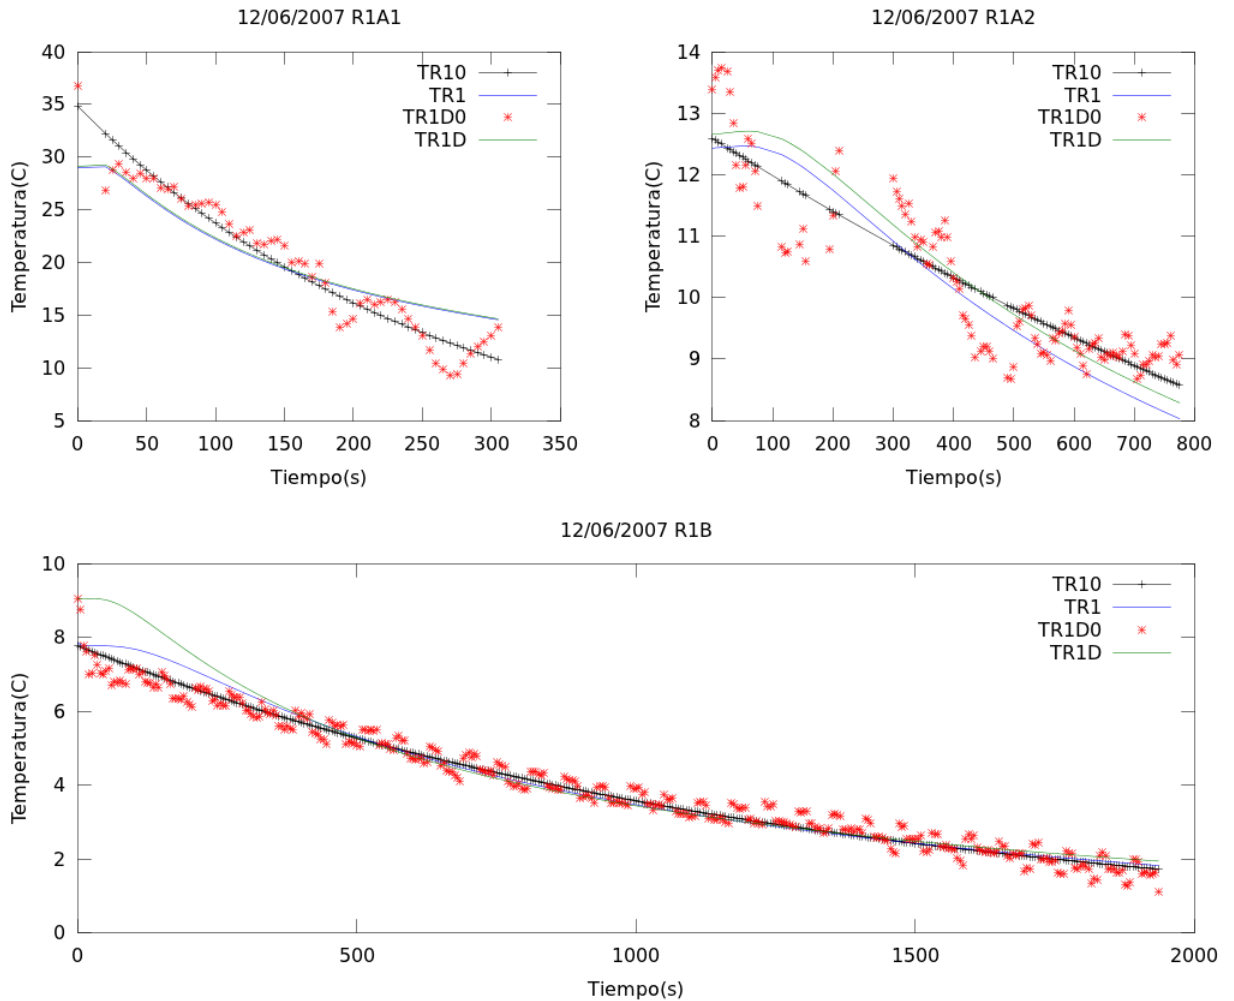 12/06/2007 R1A1
40
35
30
25
20
15
10
5
0
50
100
150
200
250
300
350
Temperatura(C)
Tiempo(s)
TR10
TR1
TR1D0
TR1D
12/06/2007 R1A2
14
13
12
11
10
9
8
0
100
200
300
400
500
600
700
800
Temperatura(C)
Tiempo(s)
TR10
TR1
TR1D0
TR1D
12/06/2007 R1B
10
8
6
4
2
0
0
500
1000
1500
2000
Temperatura(C)
Tiempo(s)
TR10
TR1
TR1D0
TR1D